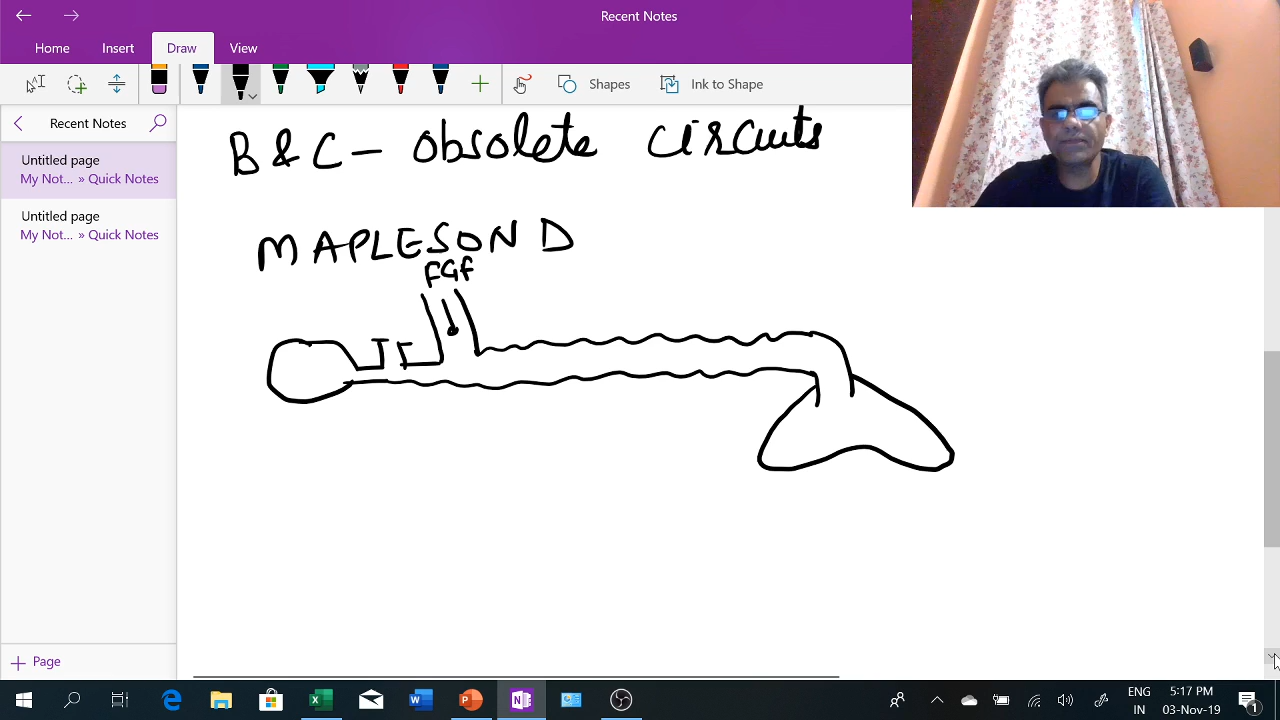 Recent Notes
Home Insert Draw View
Shapes Ink to Shape
Recent Notes
Untitled page
My Not... » Quick Notes
Untitled page
My Not... » Quick Notes
B & C - obsolete circuits
MAPLESON D
FGF
Page
ENG
IN
5:17 PM
03-Nov-19
1